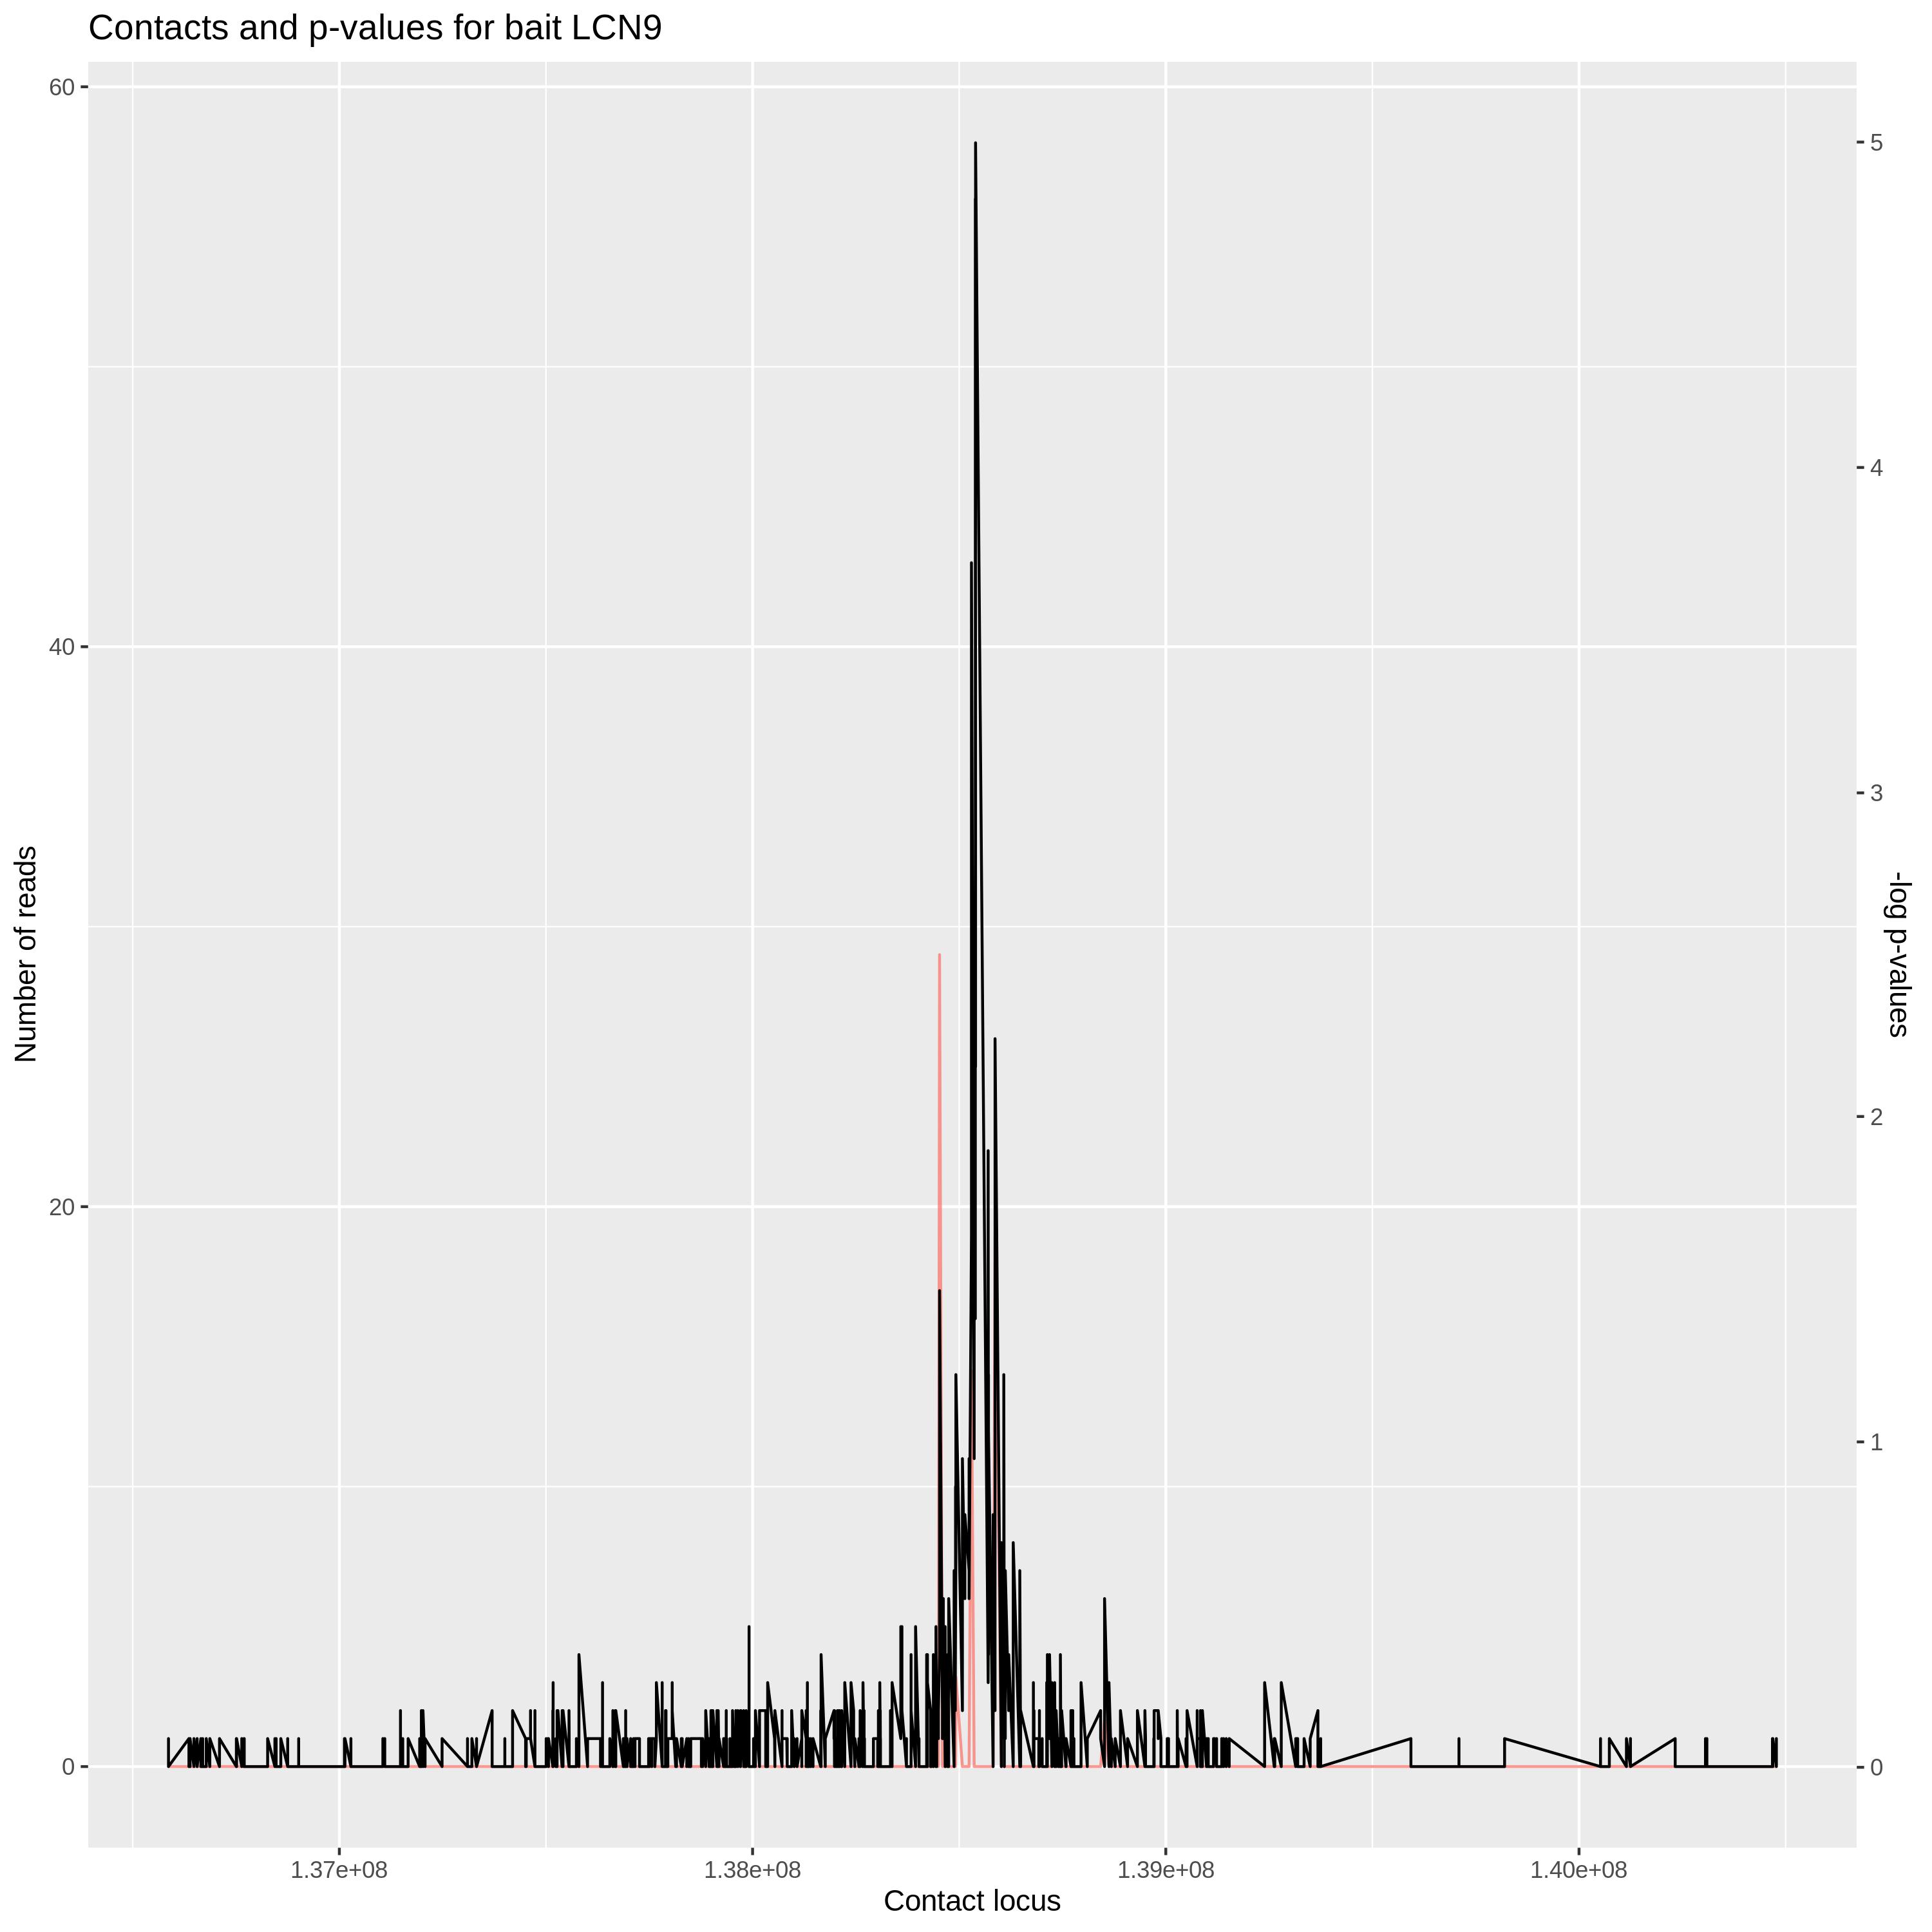 Contacts and p-values for bait LCN9
60
40
20
0
Number of reads
5
4
3
2
1
0
-log p-values
1.37e+08 1.38e+08 1.39e+08 1.40e+08
Contact locus